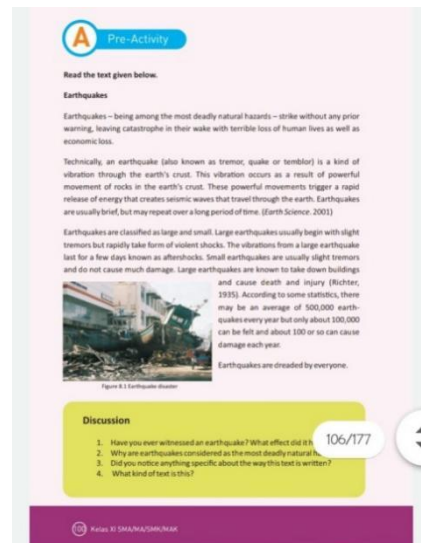 A Pre-Activity
Read the text given below.
Earthquakes
Earthquakes – being among the most deadly natural hazards – strike without any prior
warning, leaving catastrophe in their wake with terrible loss of human lives as well as
economic loss.
Technically, an earthquake (also known as tremor, quake or temblor) is a kind of
vibration through the earth's crust. This vibration occurs as a result of powerful
movement of rocks in the earth's crust. These powerful movements trigger a rapid
release of energy that creates seismic waves that travel through the earth. Earthquakes
are usually brief, but may repeat over a long period of time. (Earth Science. 2001)
Earthquakes are classified as large and small. Large earthquakes usually begin with slight
tremors but rapidly take form of violent shocks. The vibrations from a large earthquake
last for a few days known as aftershocks. Small earthquakes are usually slight tremors
and do not cause much damage. Large earthquakes are known to take down buildings
and cause death and injury (Richter,
1935). According to some statistics, there
may be an average of 500,000 earth-
quakes every year but only about 100,000
can be felt and about 100 or so can cause
damage each year.
Earthquakes are dreaded by everyone.
Figure 8.1 Earthquake disaster
Discussion
1. Have you ever witnessed an earthquake? What effect did it
2. Why are earthquakes considered as the most deadly natural
3. Did you notice anything specific about the way this text is written?
4. What kind of text is this?
106/177
100 Kelas XI SMA/MA/SMK/MAK